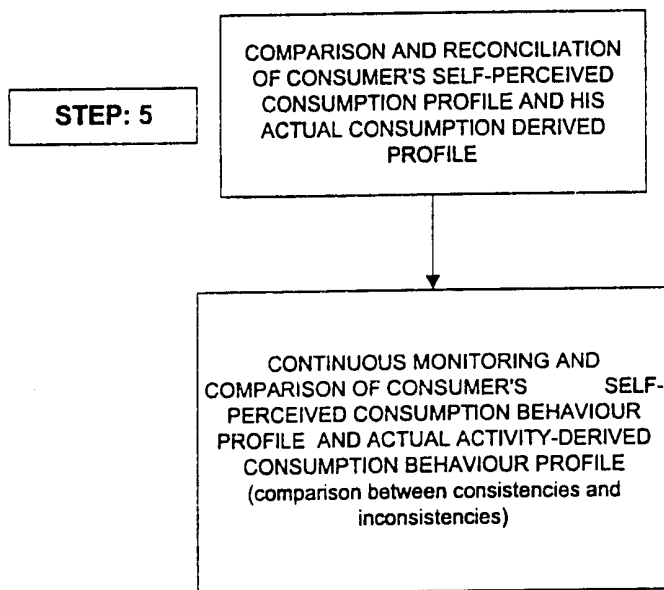 STEP: 5
COMPARISON AND RECONCILIATION
OF CONSUMER'S SELF-PERCEIVED
CONSUMPTION PROFILE AND HIS
ACTUAL CONSUMPTION DERIVED
PROFILE
CONTINUOUS MONITORING AND
COMPARISON OF CONSUMER'S SELF-
PERCEIVED CONSUMPTION BEHAVIOUR
PROFILE AND ACTUAL ACTIVITY-DERIVED
CONSUMPTION BEHAVIOUR PROFILE
(comparison between consistencies and
inconsistencies)